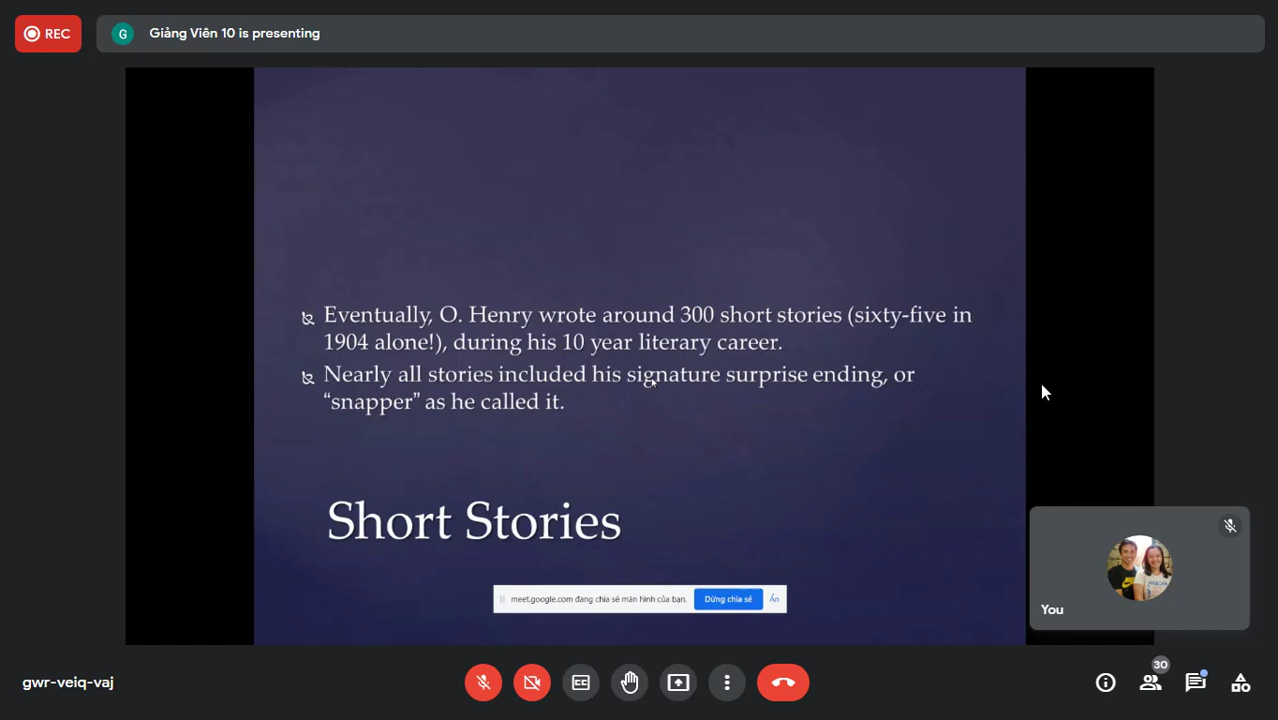 REC
G
Giảng Viên 10 is presenting
Eventually, O. Henry wrote around 300 short stories (sixty-five in
1904 alone!), during his 10 year literary career.
Nearly all stories included his signature surprise ending, or
“snapper” as he called it.
Short Stories
meet.google.com đang chia sẻ màn hình của bạn. Dừng chia sẻ Ẩn
You
gwr-veiq-vaj
CC
30